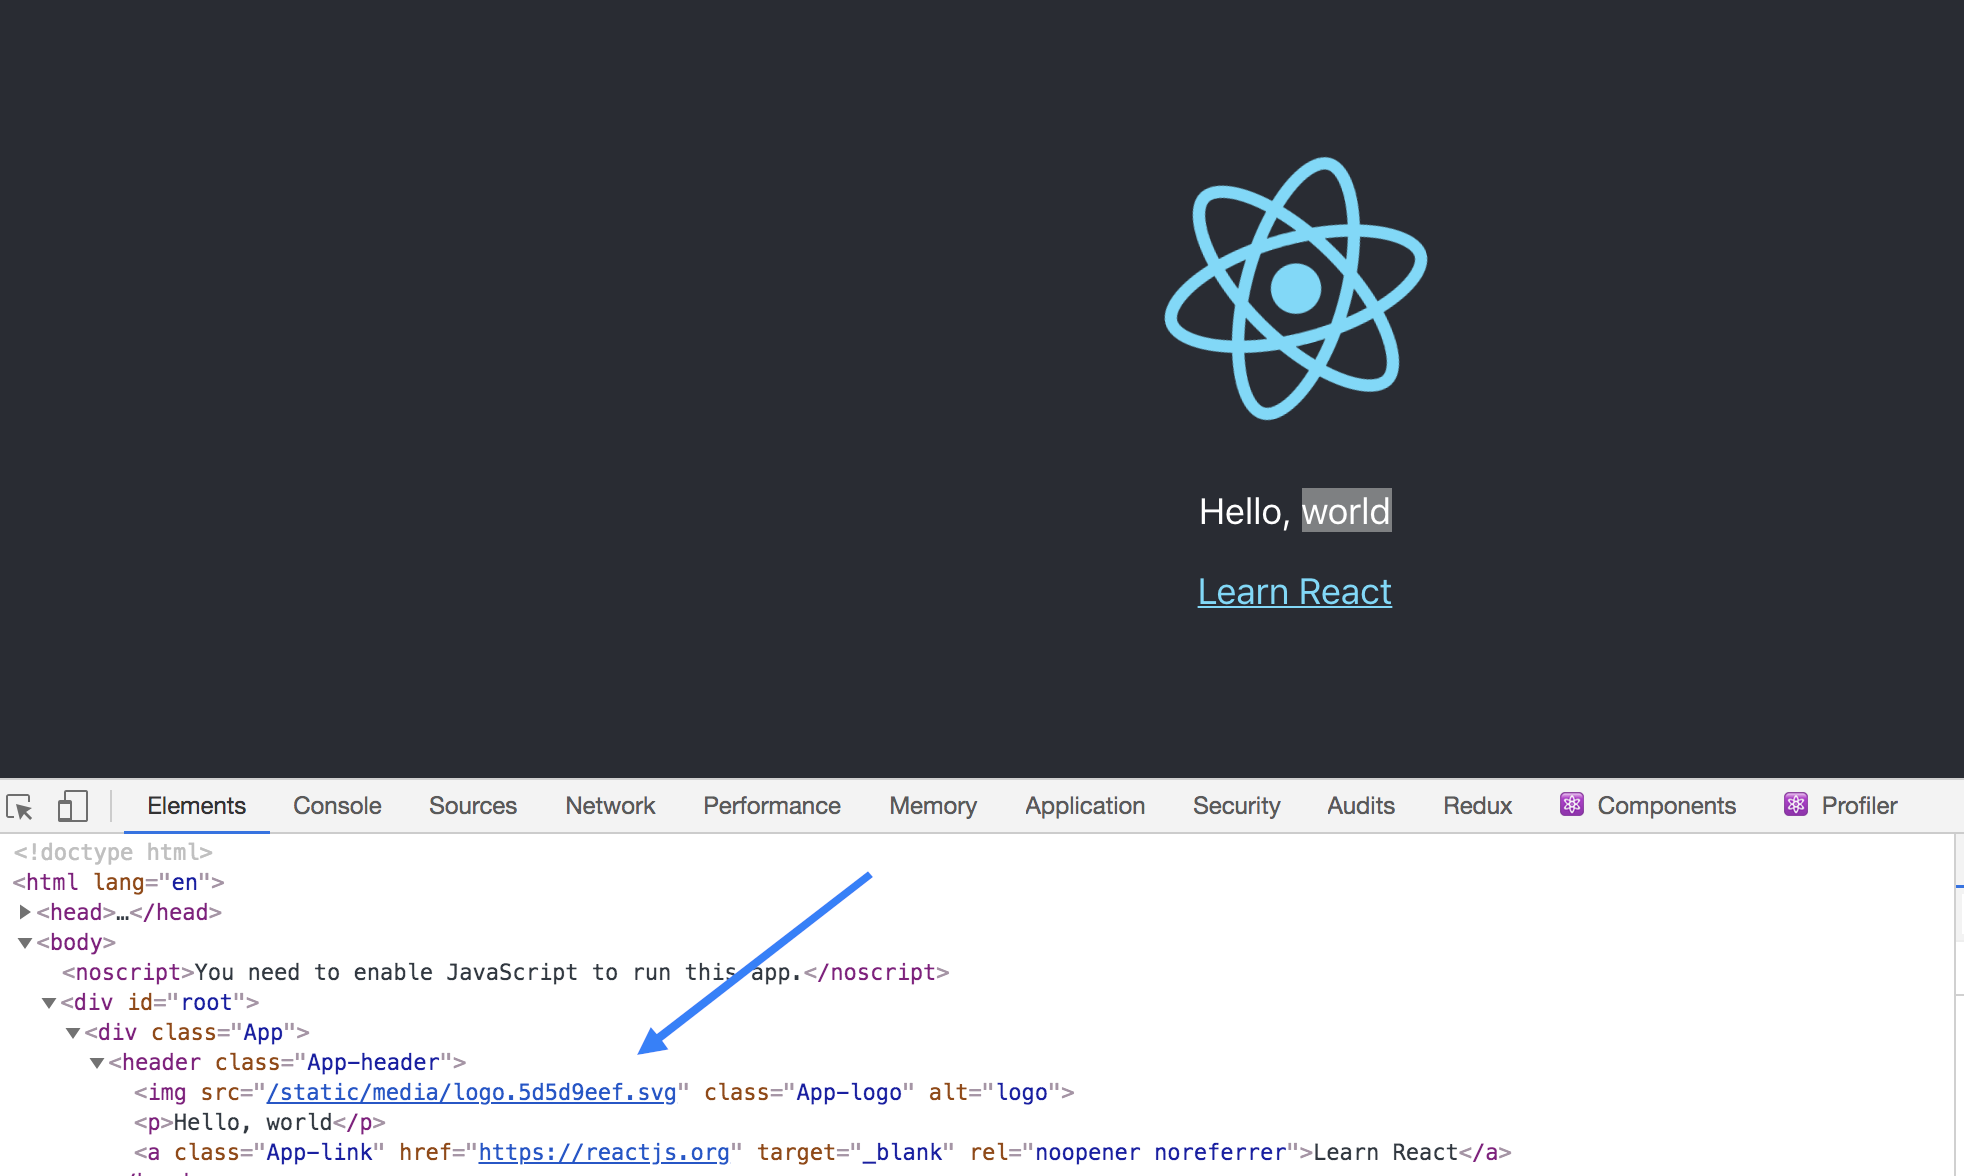 Hello, world
Learn React
Elements Console Sources Network Performance Memory Application Security Audits Redux Components Profiler
<!doctype html>
<html lang="en">
<head>…</head>
<body>
<noscript>You need to enable JavaScript to run this app.</noscript>
<div id="root">
<div class="App">
<header class="App-header">
<img src="/static/media/logo.5d5d9eef.svg" class="App-logo" alt="logo">
<p>Hello, world</p>
<a class="App-link" href="https://reactjs.org" target="_blank" rel="noopener noreferrer">Learn React</a>